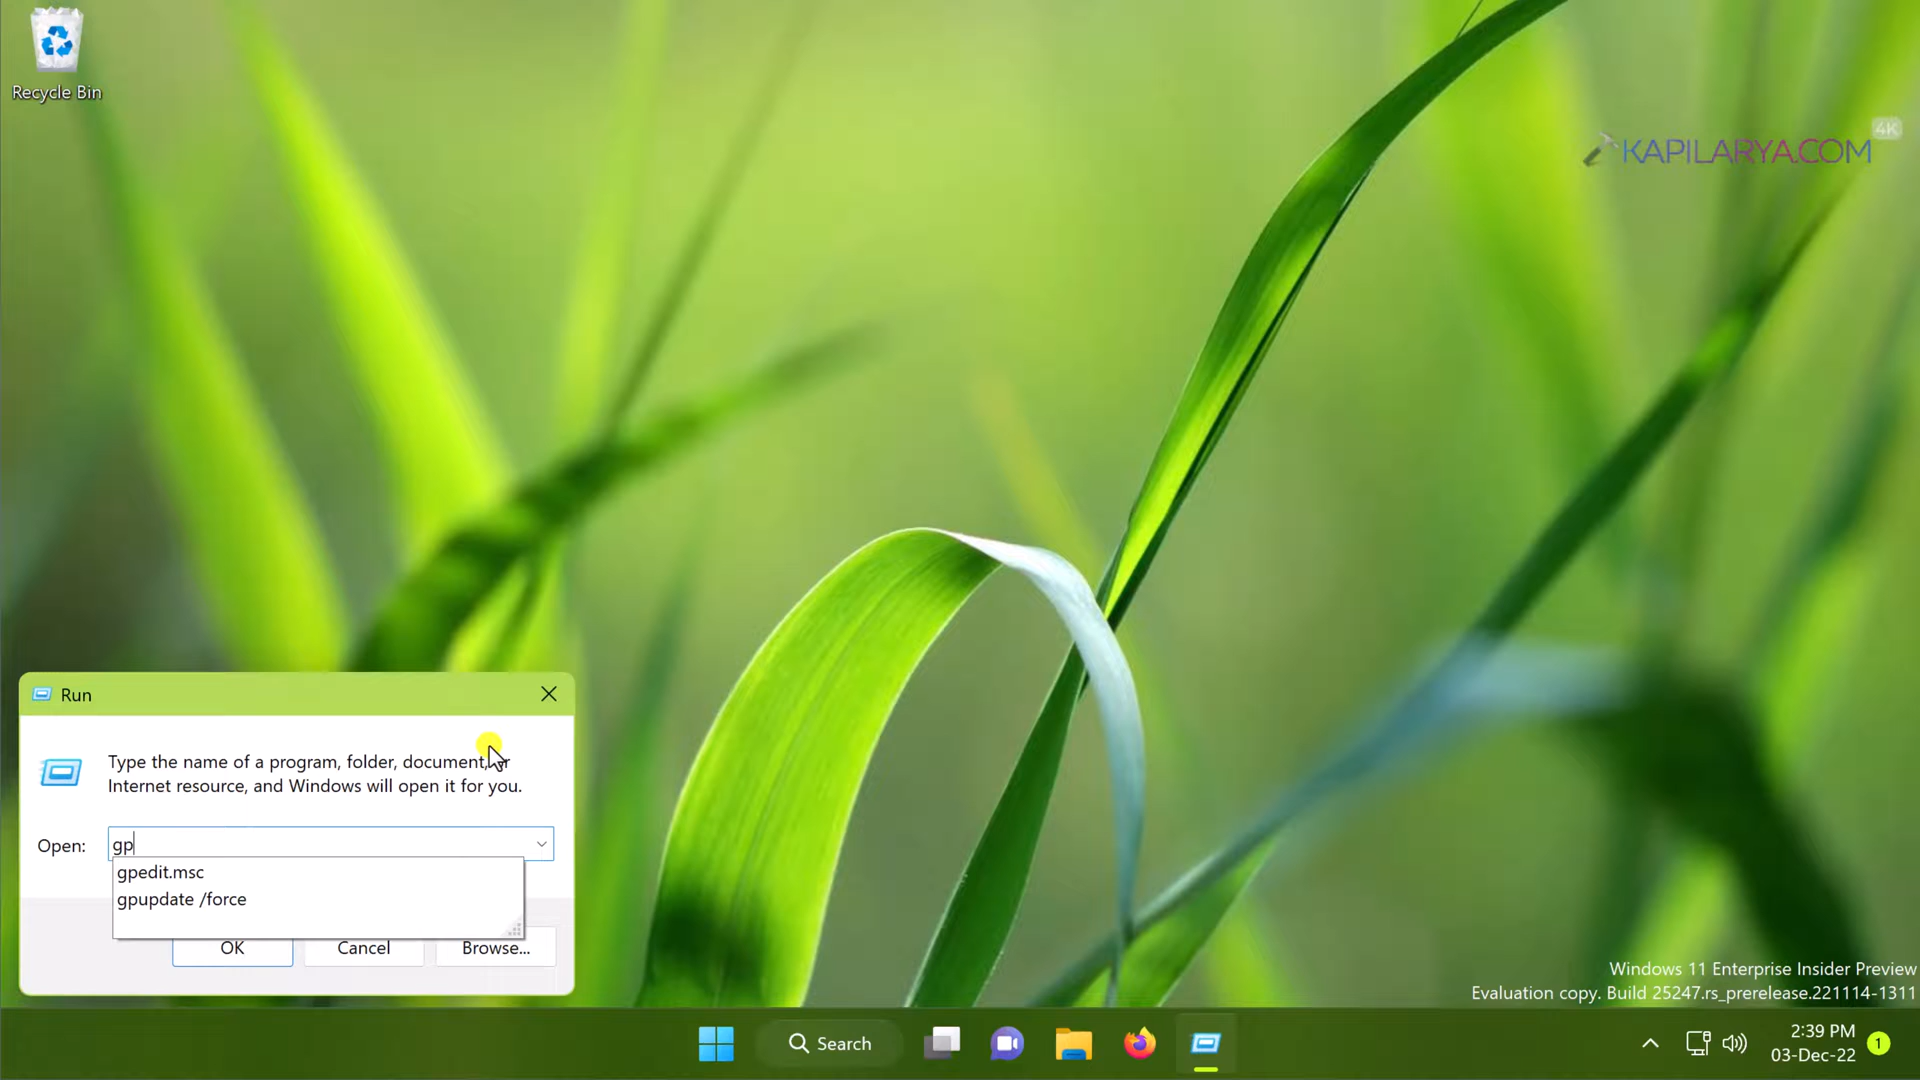 Recycle Bin
4K
KAPILARYA.COM
Run
Type the name of a program, folder, document, or
Internet resource, and Windows will open it for you.
Open: gp
gpedit.msc
gpupdate /force
OK Cancel Browse...
Windows 11 Enterprise Insider Preview
Evaluation copy. Build 25247.rs_prerelease.221114-1311
Search
2:39 PM
03-Dec-22
1